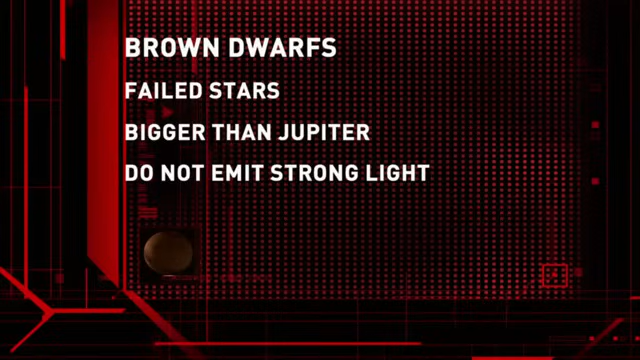 BROWN DWARFS
FAILED STARS
BIGGER THAN JUPITER
DO NOT EMIT STRONG LIGHT